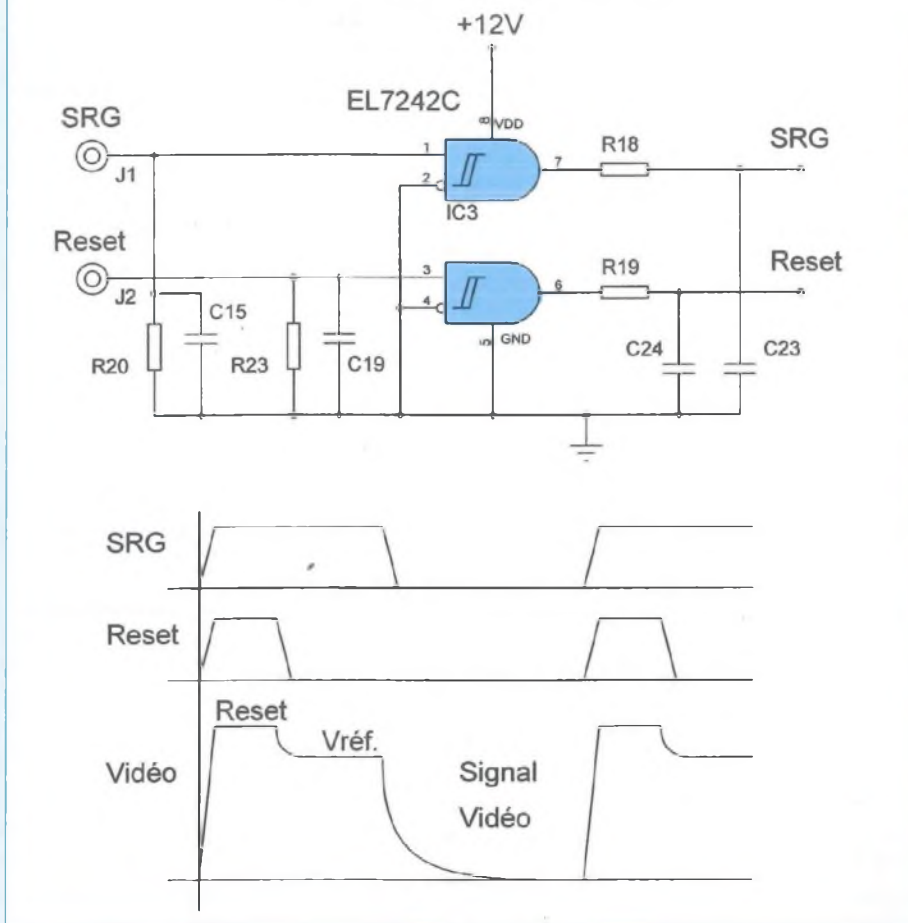 +12V
EL7242C
SRG
J1
1
2
8
VDD
7
IC3
R18
SRG
Reset
J2
3
4
6
5
GND
R19
Reset
R20
C15
R23
C19
C24
C23
SRG
Reset
Vidéo
Reset
Vréf.
Signal
Vidéo